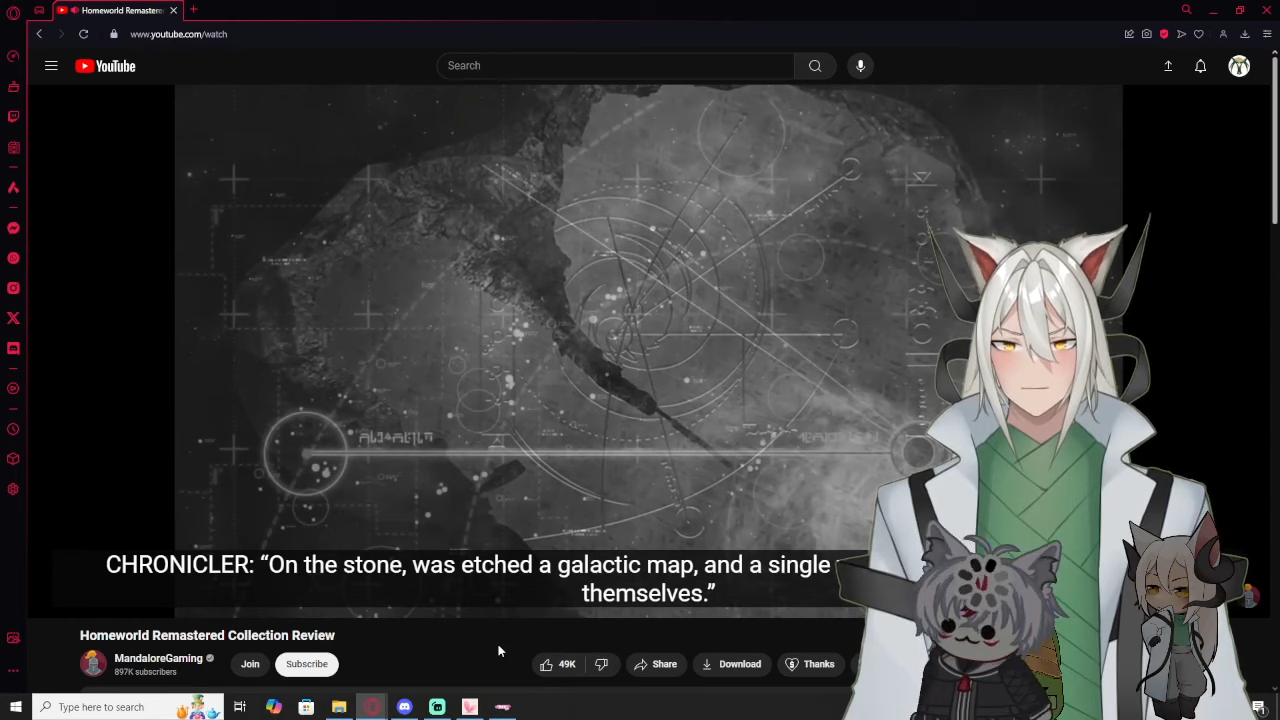 Homeworld Remastere
www.youtube.com/watch
YouTube
Search
CHRONICLER: “On the stone, was etched a galactic map, and a single
themselves.”
Homeworld Remastered Collection Review
MandaloreGaming
897K subscribers
Join
Subscribe
49K
Share
Download
Thanks
Type here to search